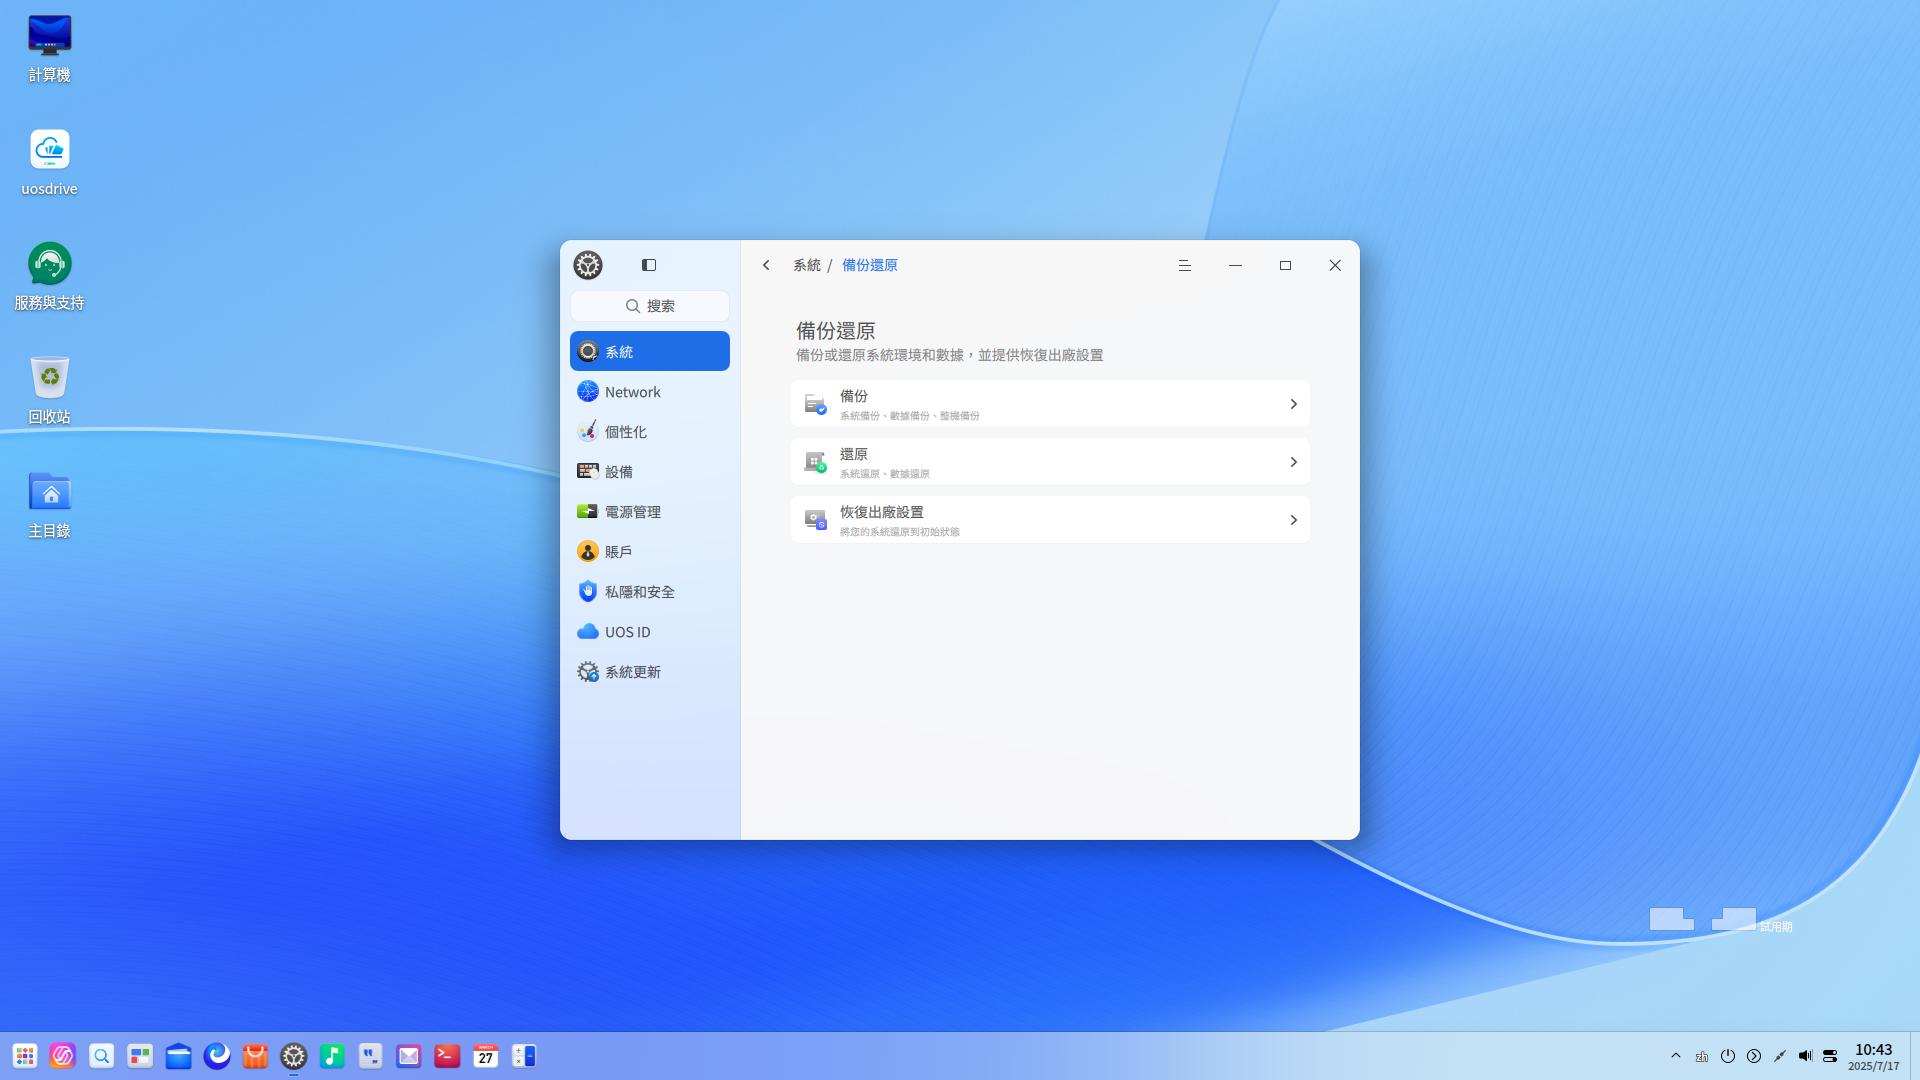 計算機
uosdrive
服務與支持
回收站
主目錄
搜索
系統
Network
個性化
設備
電源管理
賬戶
私隱和安全
UOS ID
系統更新
系統 / 備份還原
備份還原
備份或還原系統環境和數據，並提供恢復出廠設置
備份
系統備份、數據備份、整機備份
還原
系統還原、數據還原
恢復出廠設置
將您的系統還原到初始狀態
試用期
MARCH
27
zh
10:43
2025/7/17